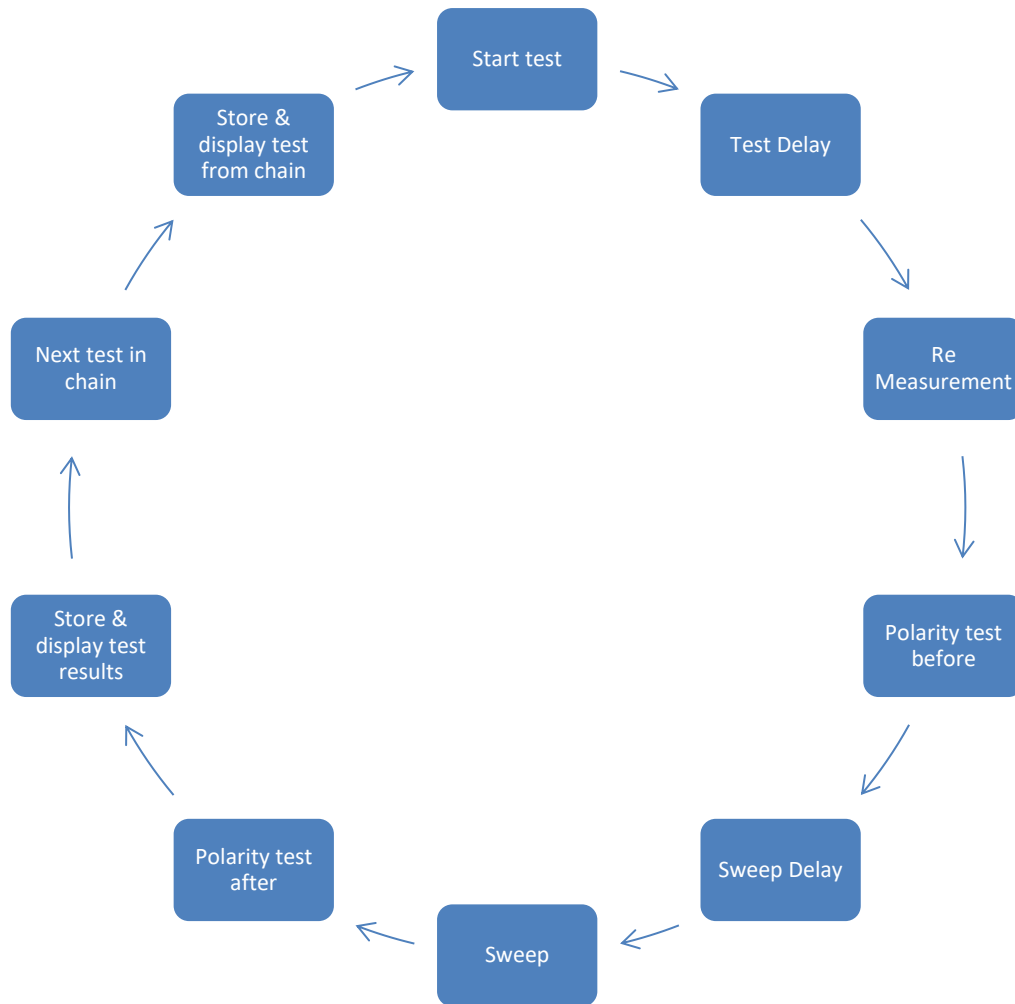 Start test
Test Delay
Re
Measurement
Polarity test
before
Sweep Delay
Sweep
Polarity test
after
Store &
display test
results
Next test in
chain
Store &
display test
from chain